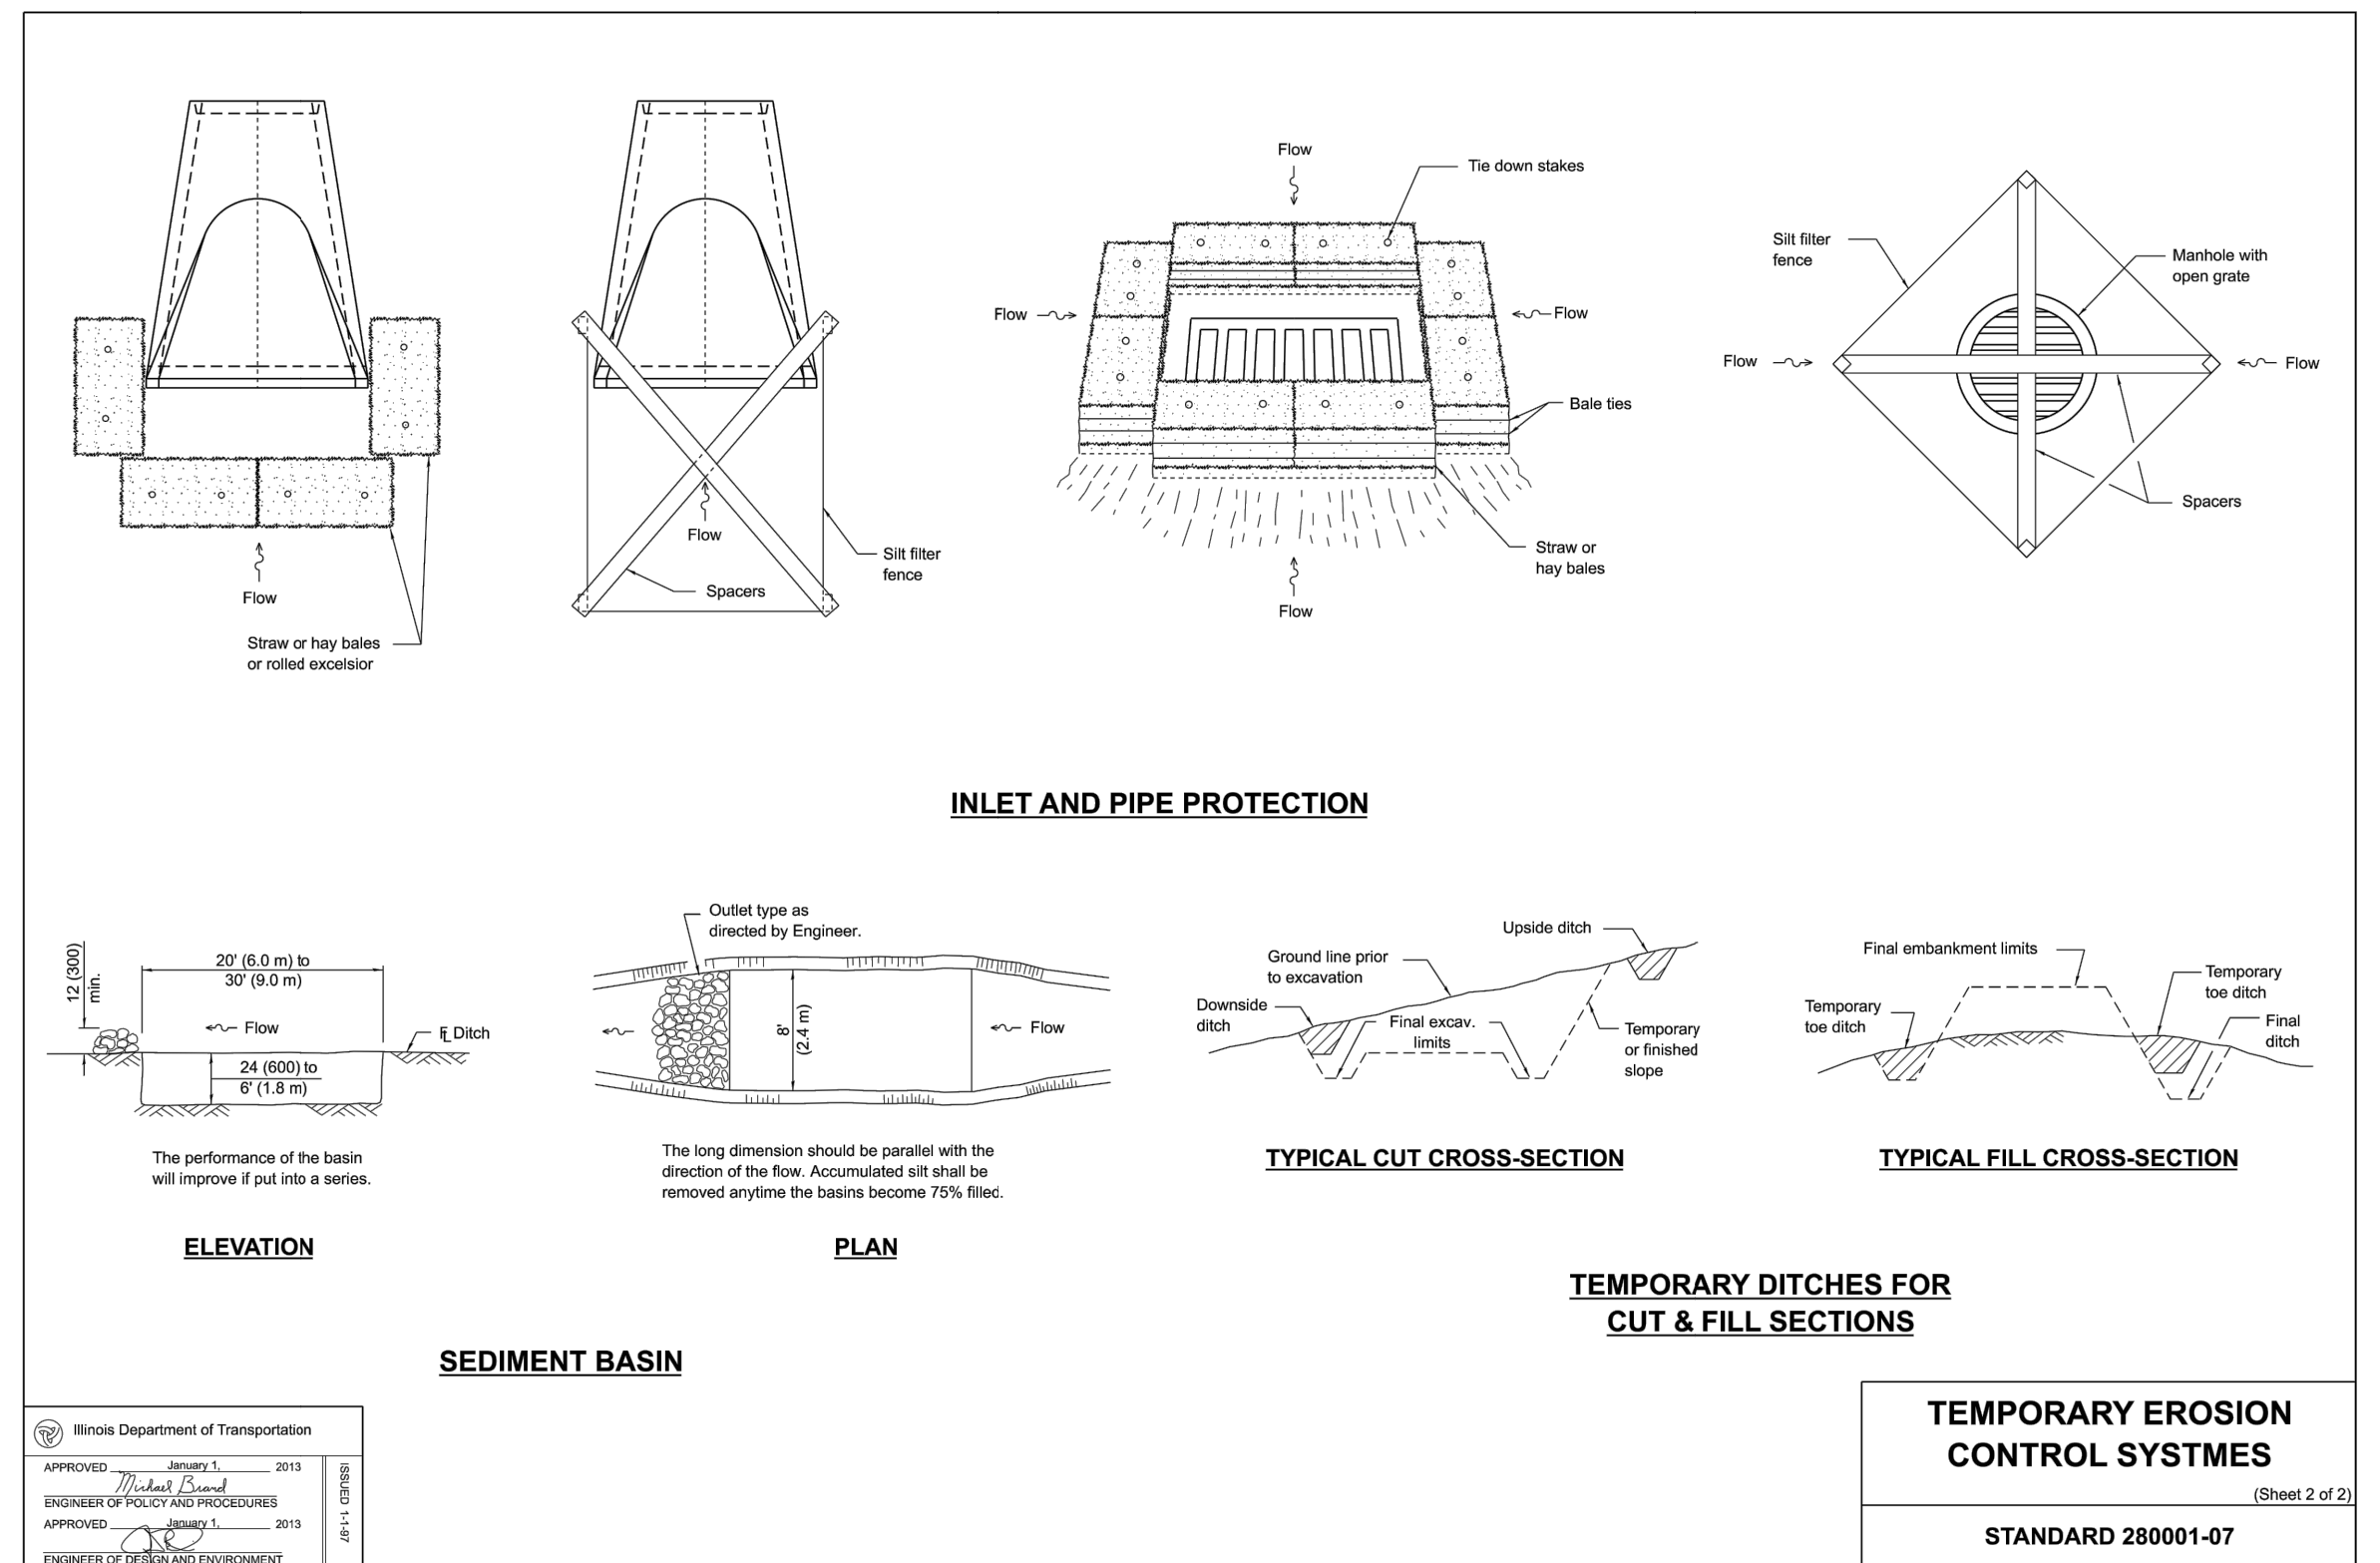 Flow
Straw or hay bales
or rolled excelsior
Flow
Spacers
Silt filter
fence
Flow
Tie down stakes
Flow
Flow
Bale ties
Straw or
hay bales
Flow
Silt filter
fence
Manhole with
open grate
Flow
Flow
Spacers
INLET AND PIPE PROTECTION
12 (300)
min.
20' (6.0 m) to
30' (9.0 m)
Flow
FL Ditch
24 (600) to
6' (1.8 m)
The performance of the basin
will improve if put into a series.
ELEVATION
Outlet type as
directed by Engineer.
8'
(2.4 m)
Flow
The long dimension should be parallel with the
direction of the flow. Accumulated silt shall be
removed anytime the basins become 75% filled.
PLAN
SEDIMENT BASIN
Upside ditch
Ground line prior
to excavation
Downside
ditch
Final excav.
limits
Temporary
or finished
slope
TYPICAL CUT CROSS-SECTION
Final embankment limits
Temporary
toe ditch
Temporary
toe ditch
Final
ditch
TYPICAL FILL CROSS-SECTION
TEMPORARY DITCHES FOR
CUT & FILL SECTIONS
Illinois Department of Transportation
APPROVED January 1, 2013
Michael Brand
ENGINEER OF POLICY AND PROCEDURES
APPROVED January 1, 2013
ENGINEER OF DESIGN AND ENVIRONMENT
ISSUED 1-1-97
TEMPORARY EROSION
CONTROL SYSTMES
(Sheet 2 of 2)
STANDARD 280001-07